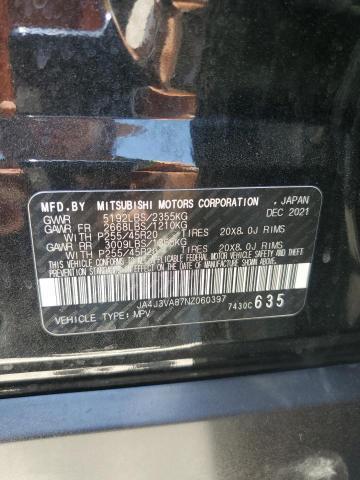 MFD.BY MITSUBISHI MOTORS CORPORATION , JAPAN
GVWR 5192LBS/2355KG DEC 2021
GAWR FR 2668LBS/1210KG
WITH P255/45R20 TIRES 20X8.0J RIMS
GAWR RR 3009LBS/1365KG
WITH P255/45R20 TIRES 20X8.0J RIMS
THIS VEHICLE CONFORMS TO ALL APPLICABLE FEDERAL
MOTOR VEHICLE SAFETY AND THEFT PREVENTION STANDARDS
IN EFFECT ON THE DATE OF MANUFACTURE SHOWN ABOVE.
JA4J3VA87NZ060397 7430C 635
VEHICLE TYPE: MPV